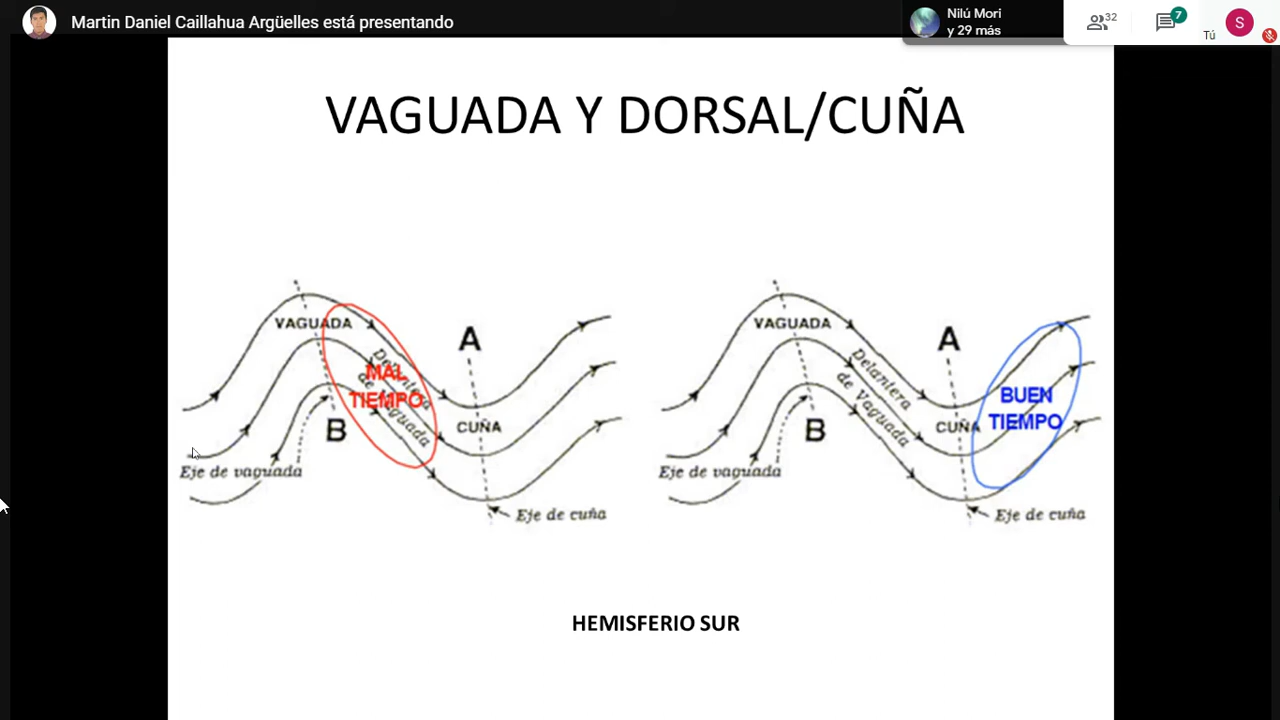 Martin Daniel Caillahua Argüelles está presentando
Nilú Mori
y 29 más
32
7
Tú
S
VAGUADA Y DORSAL/CUÑA
VAGUADA
A
Delantera
de Vaguada
MAL
TIEMPO
B
CUÑA
Eje de vaguada
Eje de cuña
VAGUADA
A
Delantera
de Vaguada
BUEN
TIEMPO
B
CUÑA
Eje de vaguada
Eje de cuña
HEMISFERIO SUR